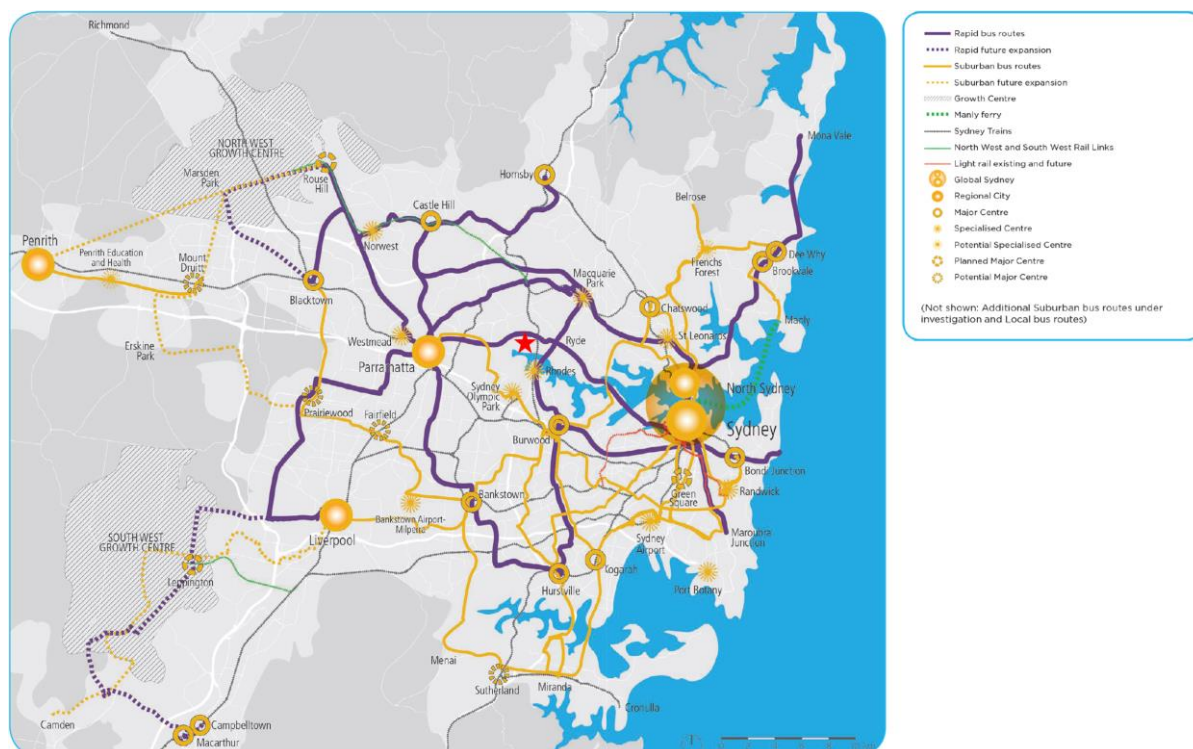 Richmond
Mona Vale
NORTH WEST
GROWTH CENTRE
Marsden
Park
Rouse
Hill
Hornsby
Castle Hill
Belrose
Norwest
Penrith
Penrith Education
and Health
Mount
Druitt
Blacktown
Macquarie
Park
Frenchs
Forest
Dee Why
Brookvale
Chatswood
Manly
Erskine
Park
Westmead
Parramatta
Ryde
St Leonards
Rhodes
Sydney
Olympic
Park
North Sydney
Prairiewood
Fairfield
Burwood
Sydney
Bondi Junction
Bankstown
Green
Square
Randwick
Bankstown Airport-
Milperra
Liverpool
Sydney
Airport
Maroubra
Junction
SOUTH WEST
GROWTH CENTRE
Leppington
Kogarah
Hurstville
Port Botany
Menai
Sutherland
Miranda
Cronulla
Camden
Campbelltown
Macarthur
Rapid bus routes
Rapid future expansion
Suburban bus routes
Suburban future expansion
Growth Centre
Manly ferry
Sydney Trains
North West and South West Rail Links
Light rail existing and future
Global Sydney
Regional City
Major Centre
Specialised Centre
Potential Specialised Centre
Planned Major Centre
Potential Major Centre
(Not shown: Additional Suburban bus routes under
investigation and Local bus routes)